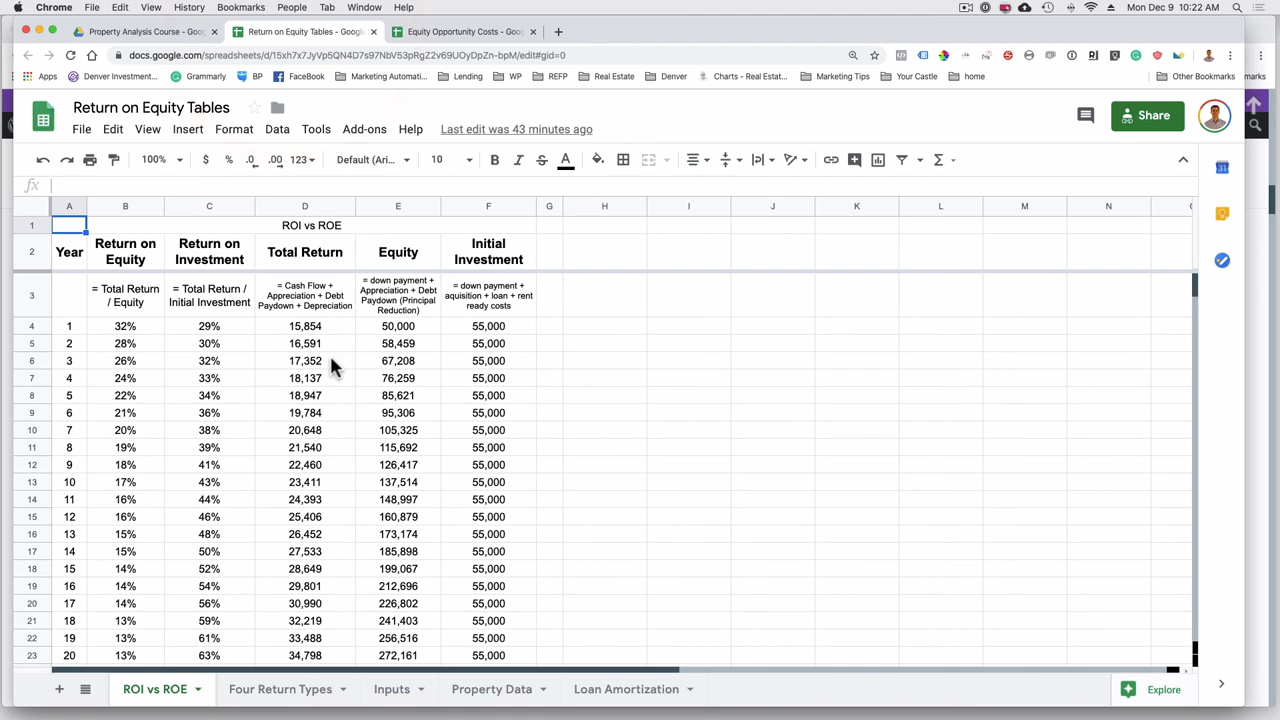 Chrome File Edit View History Bookmarks People Tab Window Help Mon Dec 9 10:22 AM
Property Analysis Course - Goog Return on Equity Tables - Google Equity Opportunity Costs - Goog
docs.google.com/spreadsheets/d/15xh7x7JyVp5QN4D7s97NbV53pRgZ2v69UOyDpZn-bpM/edit#gid=0
Apps Denver Investment... Grammarly BP FaceBook Marketing Automati... Lending WP REFP Real Estate Denver Charts - Real Estat... Marketing Tips Your Castle home Other Bookmarks
Return on Equity Tables
Share
File Edit View Insert Format Data Tools Add-ons Help Last edit was 43 minutes ago
100% $ % .0 .00 123 Default (Ari... 10 B I S A
fx
A B C D E F G H I J K L M N
1 ROI vs ROE
2 Year Return on Equity Return on Investment Total Return Equity Initial Investment
3 = Total Return / Equity = Total Return / Initial Investment = Cash Flow + Appreciation + Debt Paydown + Depreciation = down payment + Appreciation + Debt Paydown (Principal Reduction) = down payment + aquisition + loan + rent ready costs
4 1 32% 29% 15,854 50,000 55,000
5 2 28% 30% 16,591 58,459 55,000
6 3 26% 32% 17,352 67,208 55,000
7 4 24% 33% 18,137 76,259 55,000
8 5 22% 34% 18,947 85,621 55,000
9 6 21% 36% 19,784 95,306 55,000
10 7 20% 38% 20,648 105,325 55,000
11 8 19% 39% 21,540 115,692 55,000
12 9 18% 41% 22,460 126,417 55,000
13 10 17% 43% 23,411 137,514 55,000
14 11 16% 44% 24,393 148,997 55,000
15 12 16% 46% 25,406 160,879 55,000
16 13 15% 48% 26,452 173,174 55,000
17 14 15% 50% 27,533 185,898 55,000
18 15 14% 52% 28,649 199,067 55,000
19 16 14% 54% 29,801 212,696 55,000
20 17 14% 56% 30,990 226,802 55,000
21 18 13% 59% 32,219 241,403 55,000
22 19 13% 61% 33,488 256,516 55,000
23 20 13% 63% 34,798 272,161 55,000
ROI vs ROE Four Return Types Inputs Property Data Loan Amortization Explore